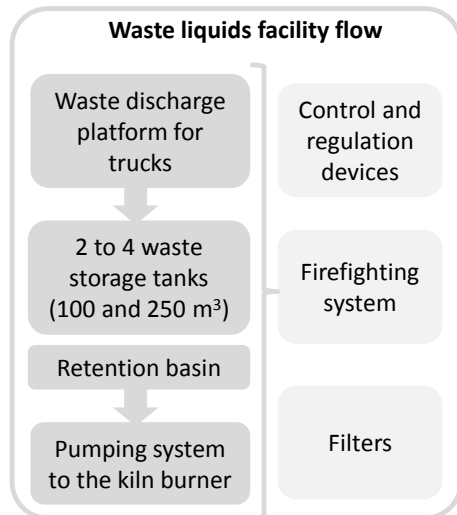 Waste liquids facility flow
Waste discharge
platform for
trucks
2 to 4 waste
storage tanks
(100 and 250 m³)
Retention basin
Pumping system
to the kiln burner
Control and
regulation
devices
Firefighting
system
Filters